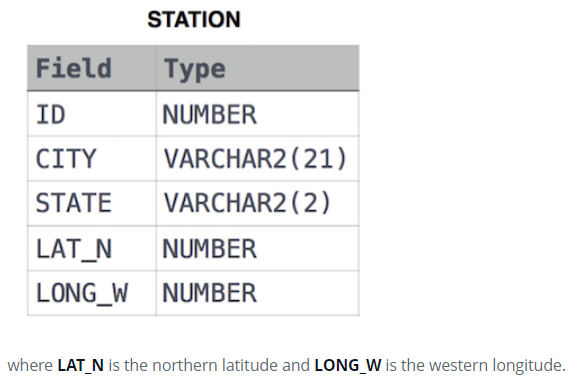 STATION
Field Type
ID NUMBER
CITY VARCHAR2(21)
STATE VARCHAR2(2)
LAT_N NUMBER
LONG_W NUMBER
where LAT_N is the northern latitude and LONG_W is the western longitude.